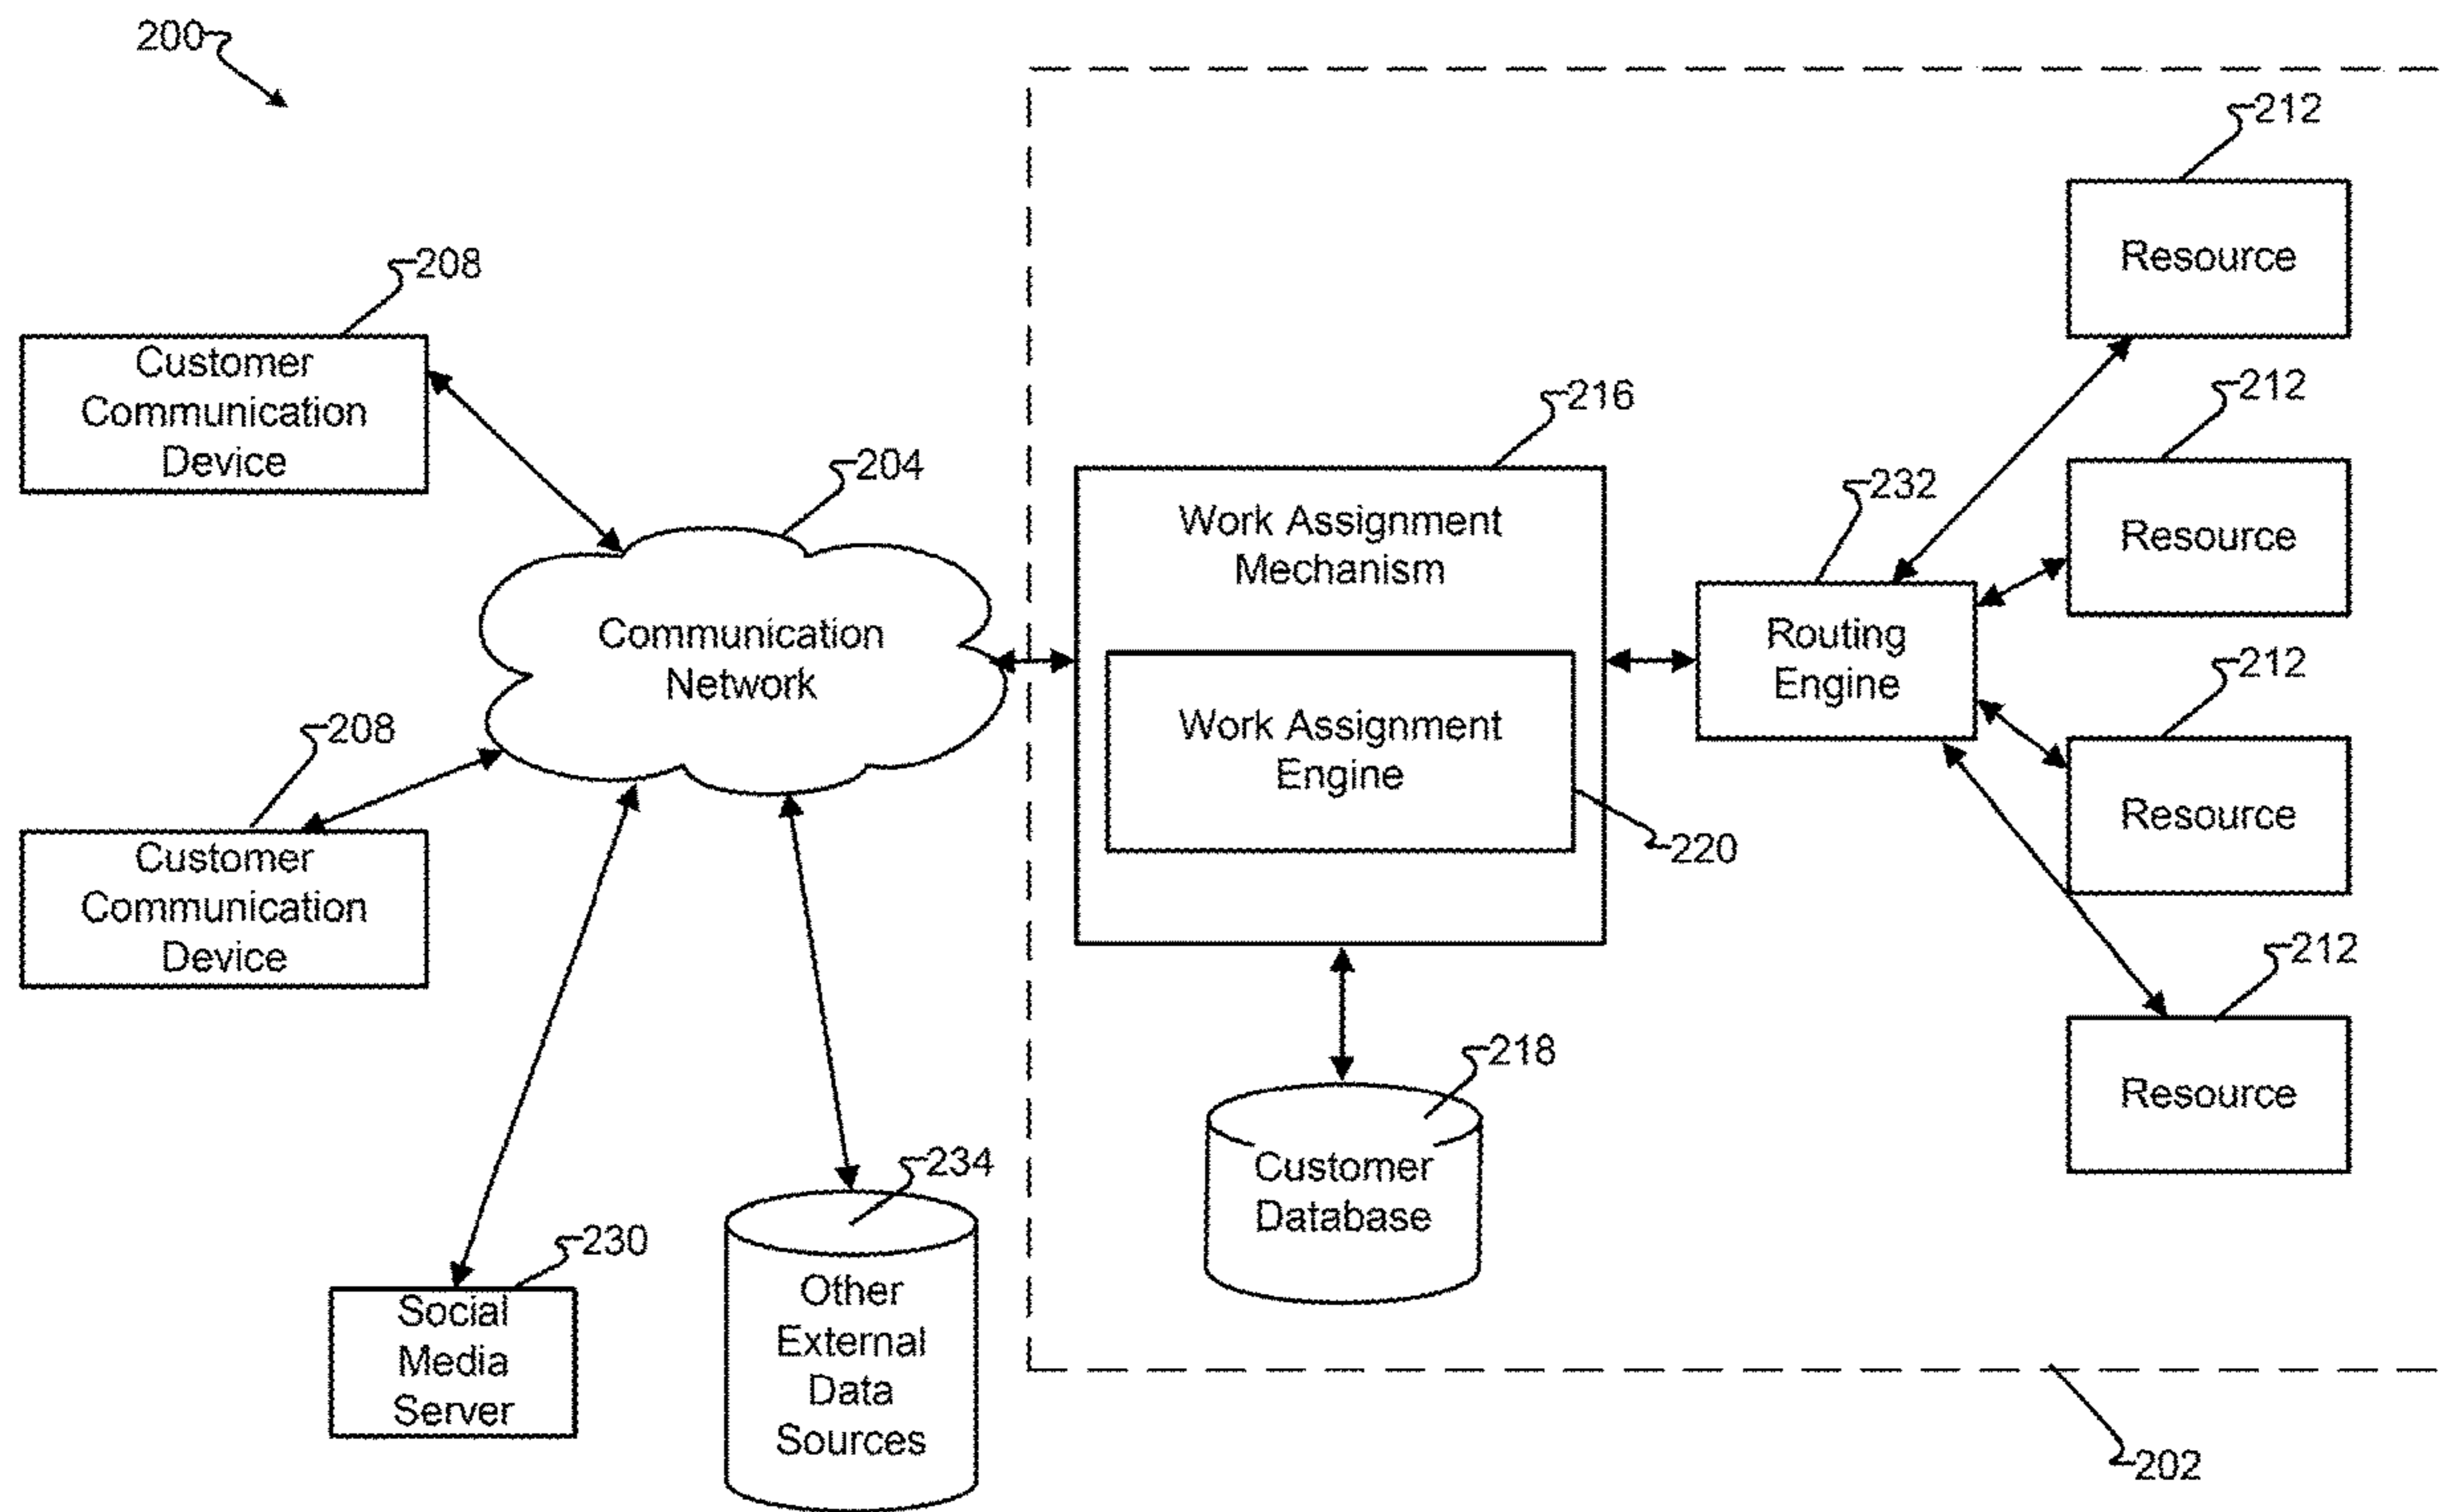 200
212
Resource
208
Customer
Communication
Device
212
216
204
Work Assignment
Mechanism
232
Resource
Communication
Network
Routing
Engine
212
208
Work Assignment
Engine
Resource
220
Customer
Communication
Device
212
218
Resource
Customer
Database
234
230
Social
Media
Server
Other
External
Data
Sources
202